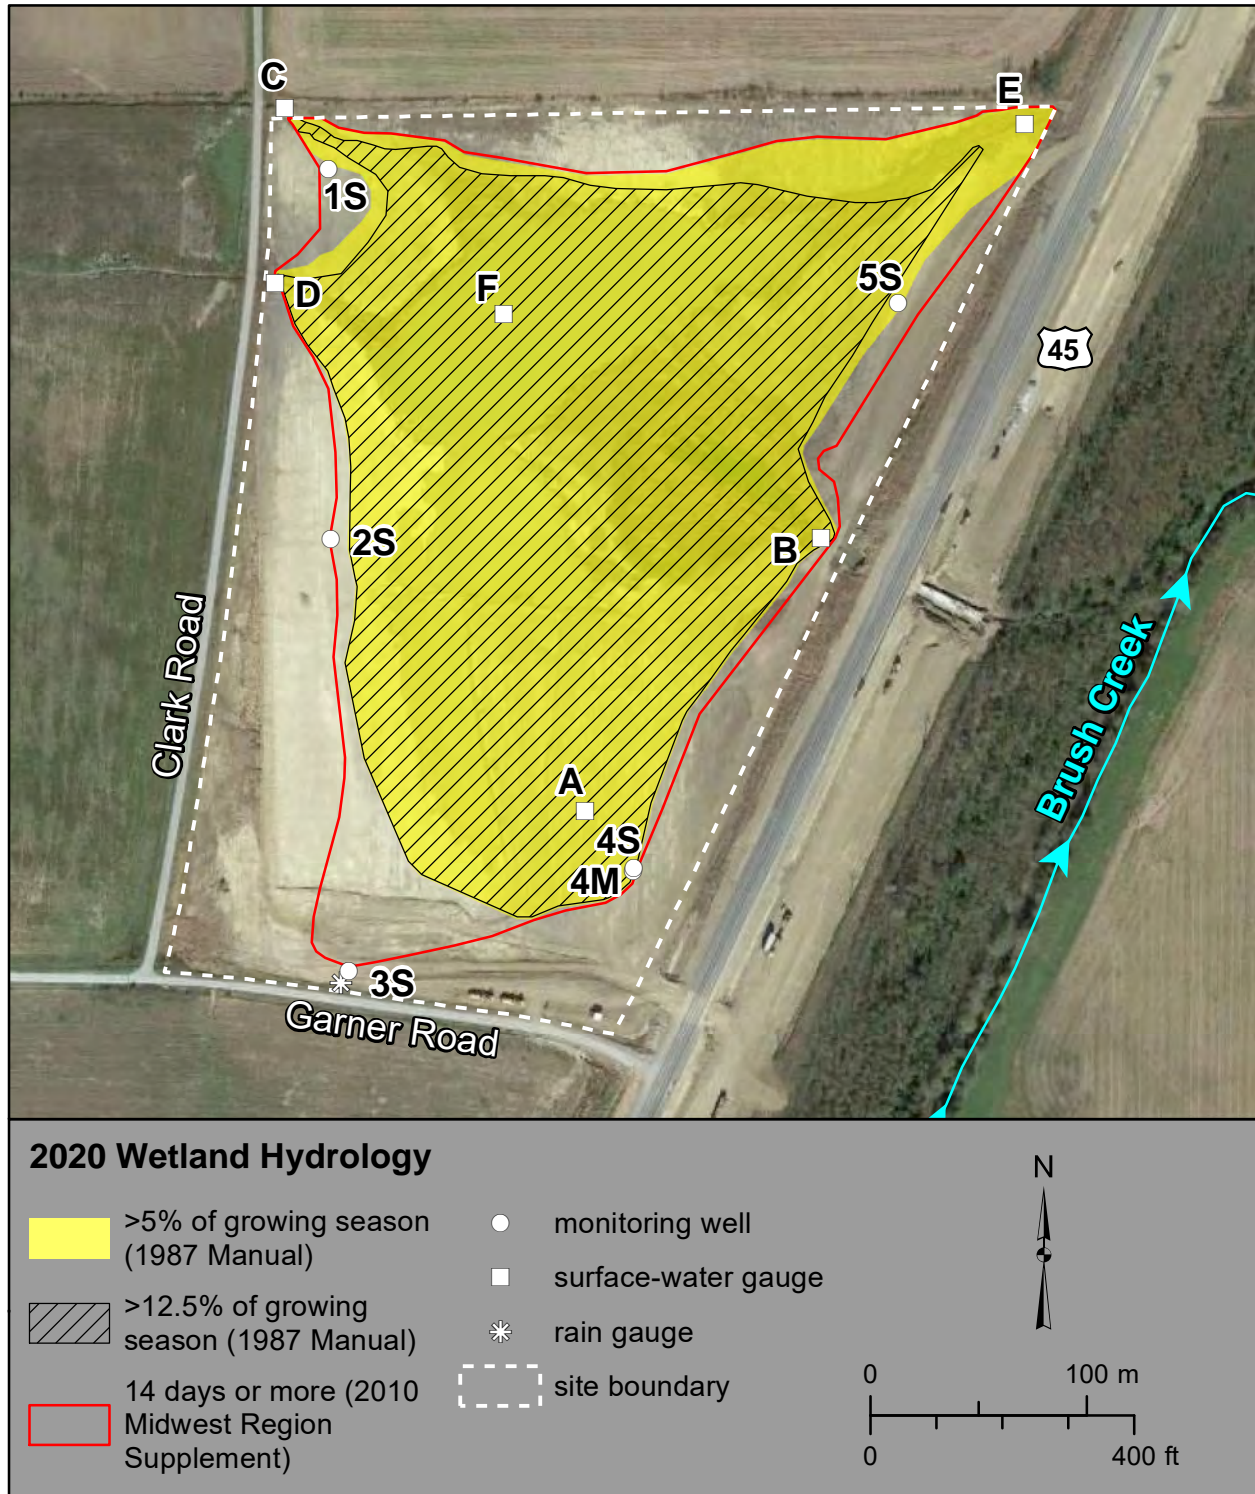 C
E
1S
D
F
5S
45
2S
B
Clark Road
Brush Creek
A
4S
4M
3S
Garner Road
2020 Wetland Hydrology
>5% of growing season
(1987 Manual)
>12.5% of growing
season (1987 Manual)
14 days or more (2010
Midwest Region
Supplement)
monitoring well
surface-water gauge
rain gauge
site boundary
N
0 100 m
0 400 ft